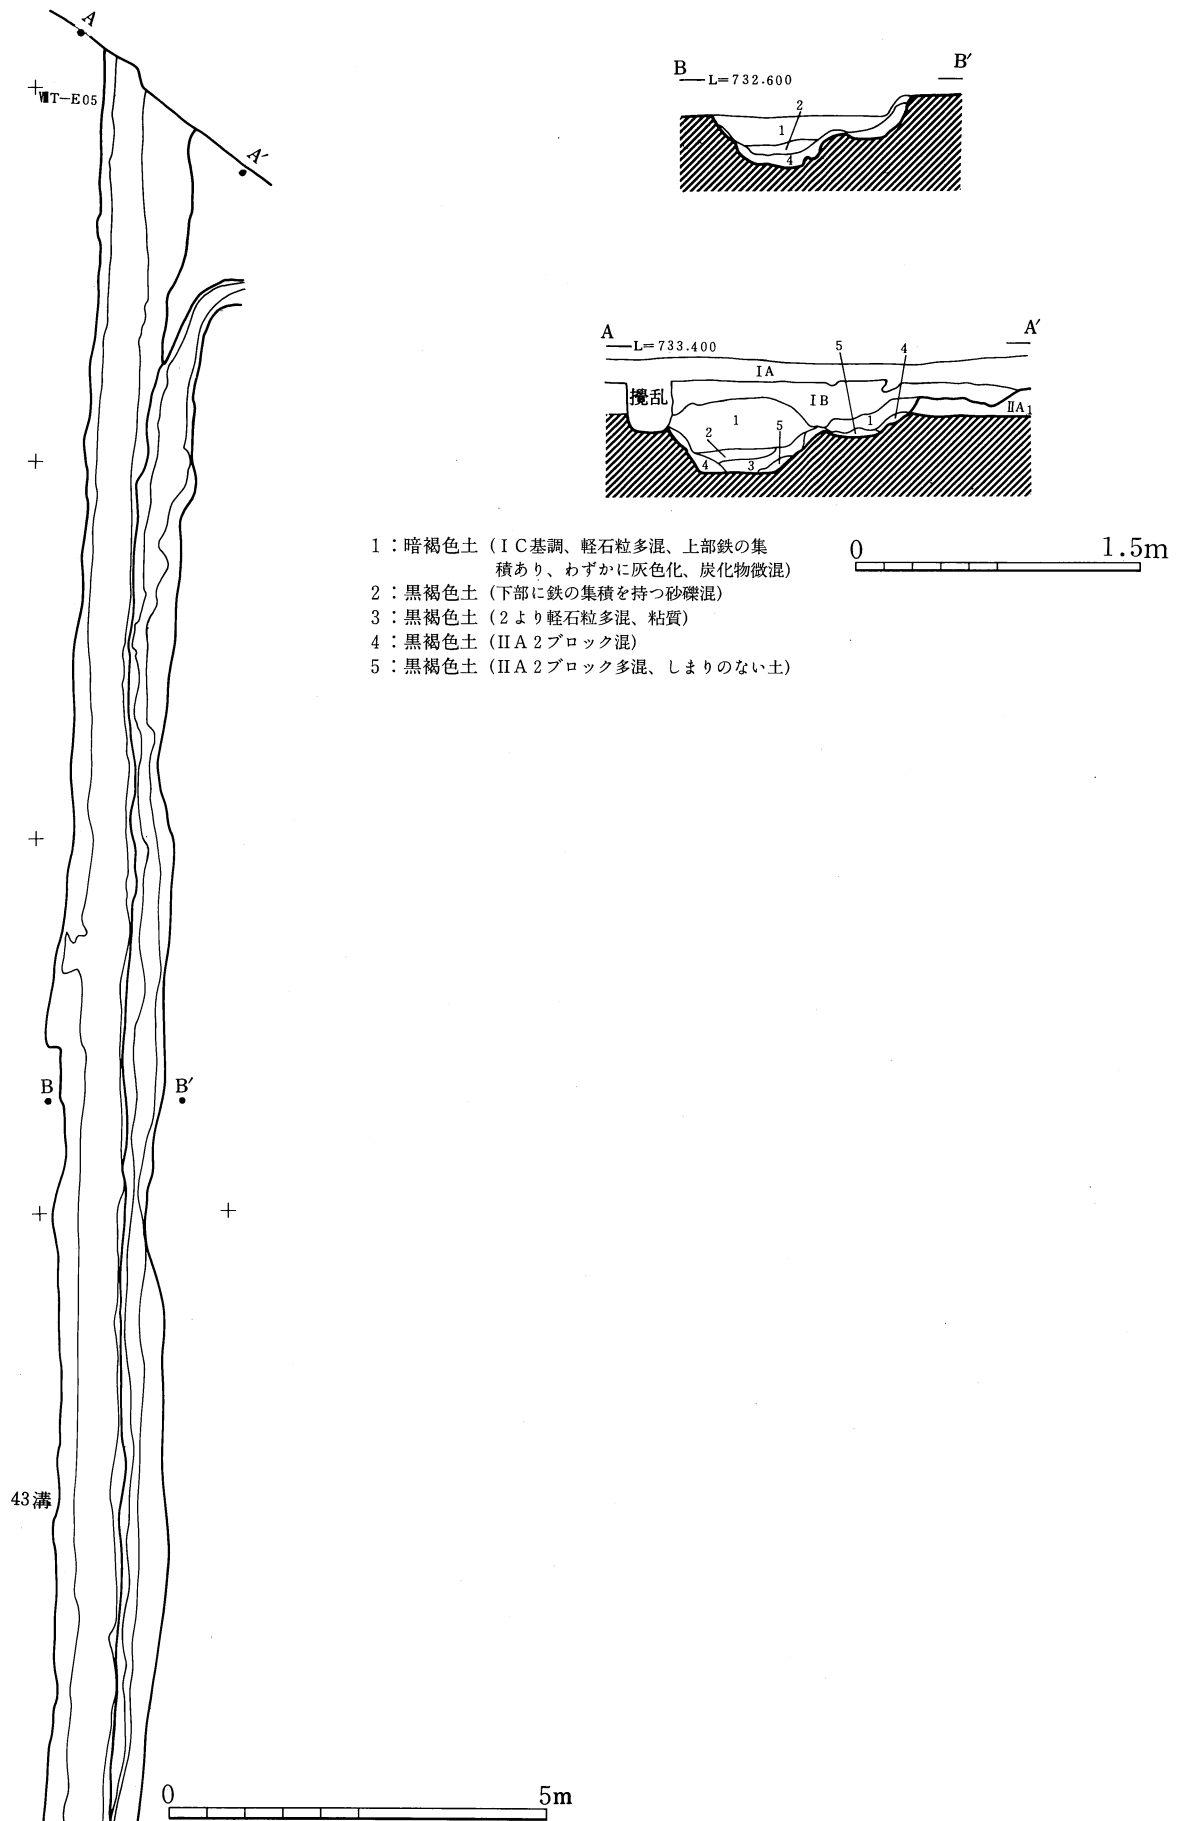 A
ⅧT−E05
A′
B
L=732.600
B′
2
1
4
A
L=733.400
A′
5
4
ⅠA
攪乱
ⅠB
ⅡA1
1
1
2
5
4
3
1：暗褐色土（ⅠC基調、軽石粒多混、上部鉄の集
積あり、わずかに灰色化、炭化物微混）
2：黒褐色土（下部に鉄の集積を持つ砂礫混）
3：黒褐色土（2より軽石粒多混、粘質）
4：黒褐色土（ⅡA2ブロック混）
5：黒褐色土（ⅡA2ブロック多混、しまりのない土）
0
1.5m
B
B′
43溝
0
5m